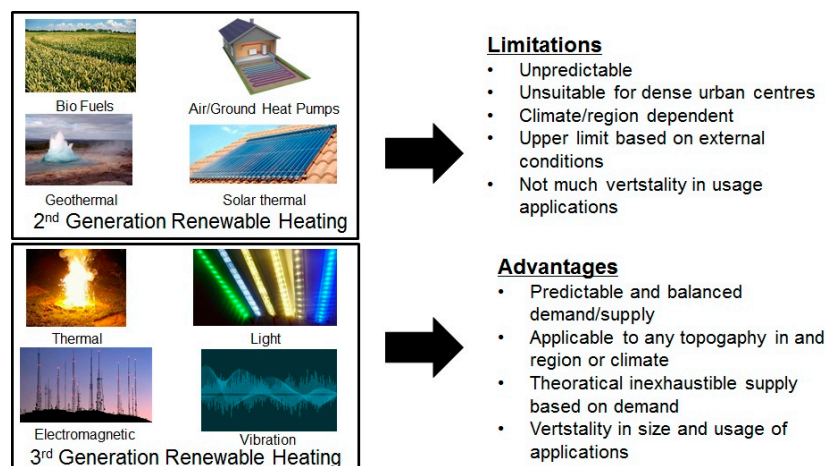 Bio Fuels
Air/Ground Heat Pumps
Geothermal
Solar thermal
2nd Generation Renewable Heating
Limitations
• Unpredictable
• Unsuitable for dense urban centres
• Climate/region dependent
• Upper limit based on external
conditions
• Not much vertstality in usage
applications
Thermal
Light
Electromagnetic
Vibration
3rd Generation Renewable Heating
Advantages
• Predictable and balanced
demand/supply
• Applicable to any topogaphy in and
region or climate
• Theoratical inexhaustible supply
based on demand
• Vertstality in size and usage of
applications